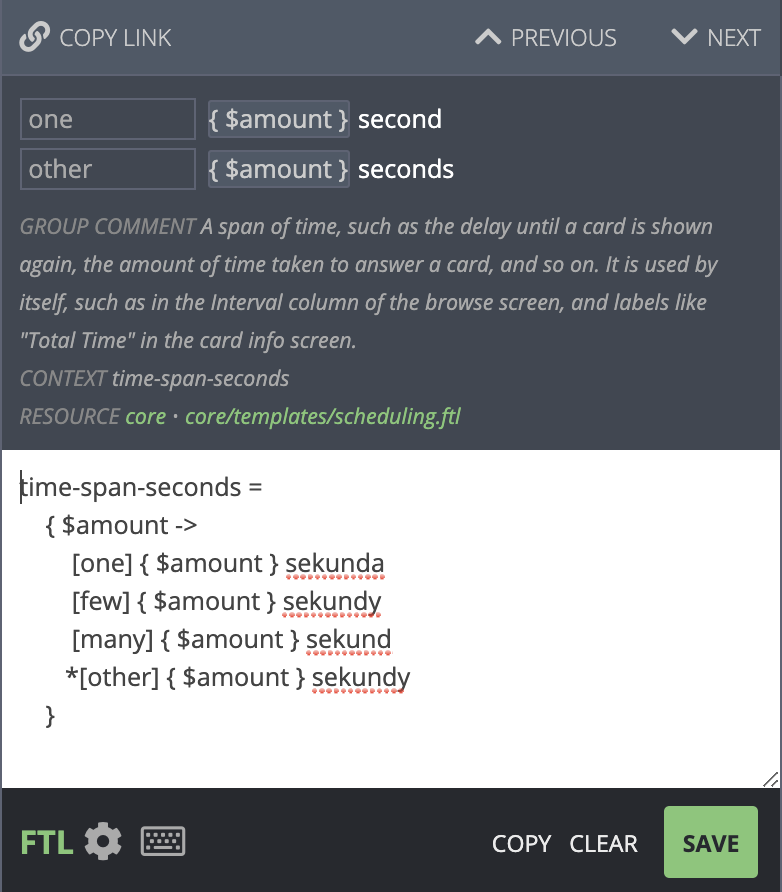 COPY LINK PREVIOUS NEXT
one { $amount } second
other { $amount } seconds
GROUP COMMENT A span of time, such as the delay until a card is shown
again, the amount of time taken to answer a card, and so on. It is used by
itself, such as in the Interval column of the browse screen, and labels like
"Total Time" in the card info screen.
CONTEXT time-span-seconds
RESOURCE core · core/templates/scheduling.ftl
time-span-seconds =
{ $amount ->
[one] { $amount } sekunda
[few] { $amount } sekundy
[many] { $amount } sekund
*[other] { $amount } sekundy
}
FTL COPY CLEAR SAVE